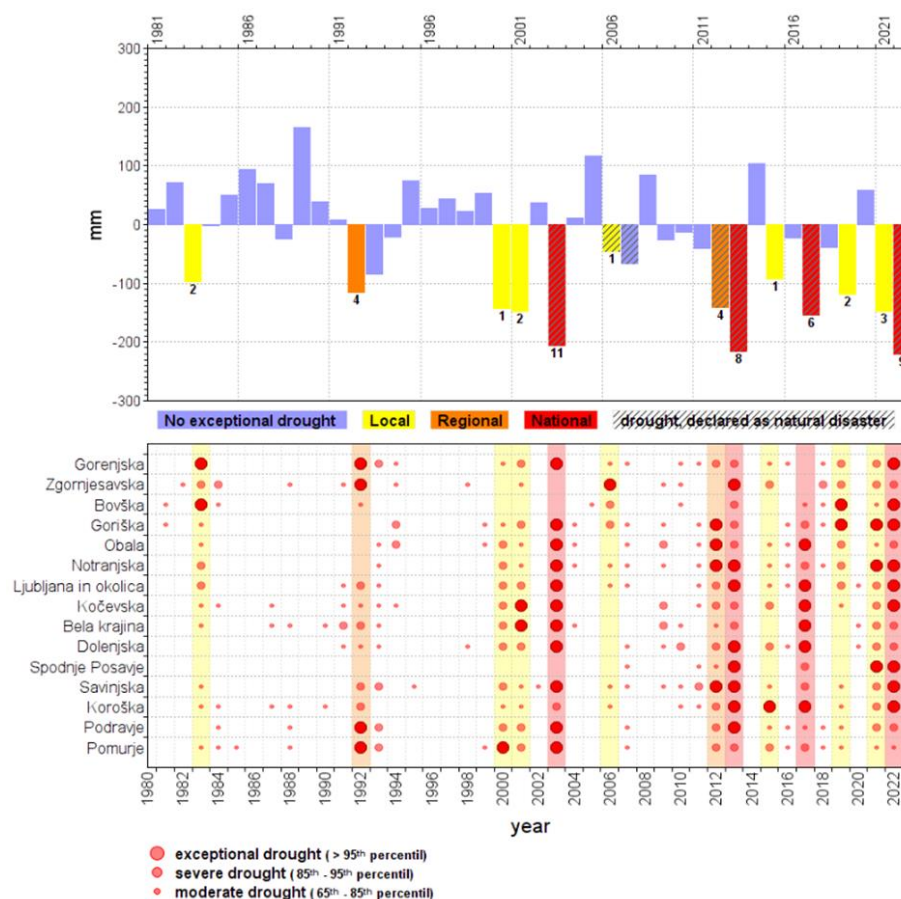 1981 1986 1991 1996 2001 2006 2011 2016 2021
300
200
100
0
-100
-200
-300
mm
2 4 1 2 11 1 4 8 1 6 2 3 9
No exceptional drought Local Regional National drought, declared as natural disaster
Gorenjska
Zgornjesavska
Bovška
Goriška
Obala
Notranjska
Ljubljana in okolica
Kočevska
Bela krajina
Dolenjska
Spodnje Posavje
Savinjska
Koroška
Podravje
Pomurje
1980 1982 1984 1986 1988 1990 1992 1994 1996 1998 2000 2002 2004 2006 2008 2010 2012 2014 2016 2018 2020 2022
year
exceptional drought ( > 95th percentil)
severe drought (85th - 95th percentil)
moderate drought (65th - 85th percentil)